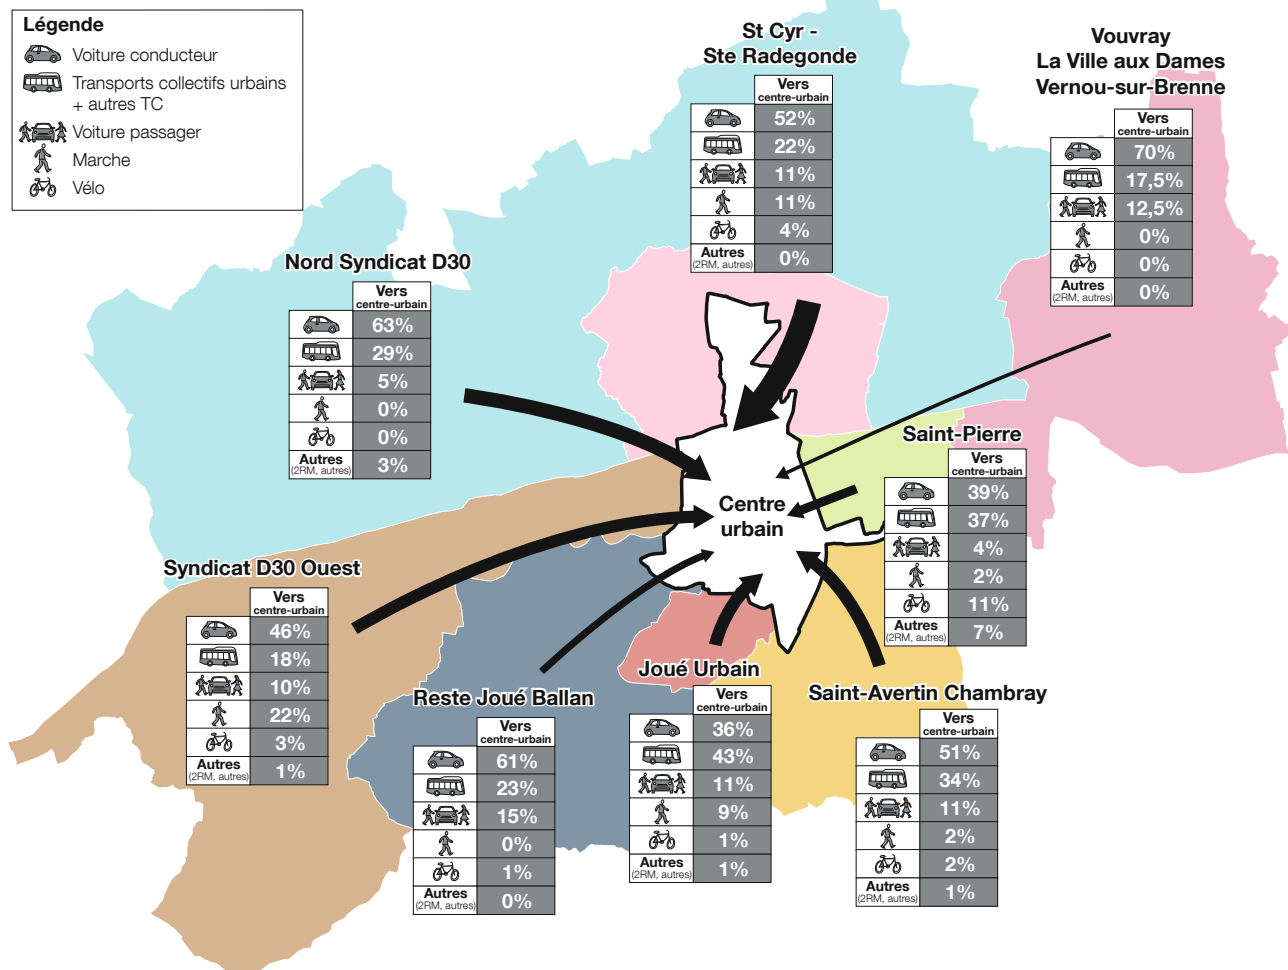 Légende
Voiture conducteur
Transports collectifs urbains
+ autres TC
Voiture passager
Marche
Vélo
St Cyr -
Ste Radegonde
Vers
centre-urbain
52%
22%
11%
11%
4%
Autres
(2RM, autres)
0%
Vouvray
La Ville aux Dames
Vernou-sur-Brenne
Vers
centre-urbain
70%
17,5%
12,5%
0%
0%
Autres
(2RM, autres)
0%
Nord Syndicat D30
Vers
centre-urbain
63%
29%
5%
0%
0%
Autres
(2RM, autres)
3%
Saint-Pierre
Vers
centre-urbain
39%
37%
4%
2%
11%
Autres
(2RM, autres)
7%
Centre
urbain
Syndicat D30 Ouest
Vers
centre-urbain
46%
18%
10%
22%
3%
Autres
(2RM, autres)
1%
Reste Joué Ballan
Vers
centre-urbain
61%
23%
15%
0%
1%
Autres
(2RM, autres)
0%
Joué Urbain
Vers
centre-urbain
36%
43%
11%
9%
1%
Autres
(2RM, autres)
1%
Saint-Avertin Chambray
Vers
centre-urbain
51%
34%
11%
2%
2%
Autres
(2RM, autres)
1%